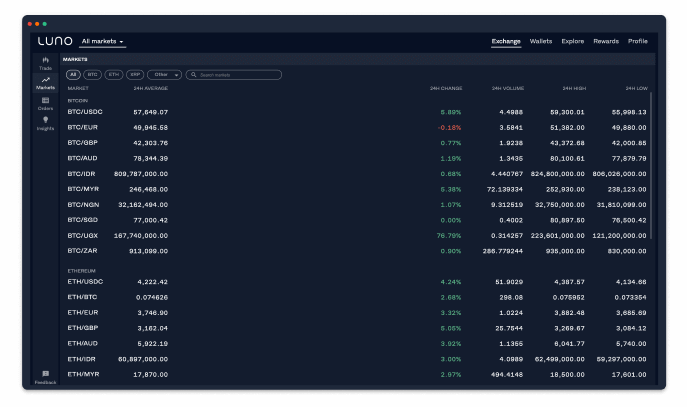 LUNO All markets Exchange Wallets Explore Rewards Profile
Trade
Markets
Orders
Insights
Feedback
MARKETS
All BTC ETH XRP Other Search markets
MARKET 24H AVERAGE 24H CHANGE 24H VOLUME 24H HIGH 24H LOW
BITCOIN
BTC/USDC 57,649.07 5.89% 4.4988 59,300.01 55,998.13
BTC/EUR 49,945.58 -0.18% 3.5841 51,382.00 49,880.00
BTC/GBP 42,303.76 0.77% 1.9238 43,372.68 42,000.85
BTC/AUD 78,344.39 1.19% 1.3435 80,100.61 77,879.79
BTC/IDR 809,787,000.00 0.68% 4.440767 824,800,000.00 806,026,000.00
BTC/MYR 246,468.00 5.38% 72.139334 252,930.00 238,123.00
BTC/NGN 32,162,494.00 1.07% 9.312519 32,750,000.00 31,810,099.00
BTC/SGD 77,000.42 0.00% 0.4002 80,897.50 76,500.42
BTC/UGX 167,740,000.00 76.79% 0.314257 223,601,000.00 121,200,000.00
BTC/ZAR 913,099.00 0.90% 286.779244 935,000.00 830,000.00
ETHEREUM
ETH/USDC 4,222.42 4.24% 51.9029 4,387.57 4,134.66
ETH/BTC 0.074626 2.68% 298.08 0.075952 0.073354
ETH/EUR 3,746.90 3.32% 1.0224 3,882.48 3,685.69
ETH/GBP 3,162.04 5.05% 25.7544 3,269.67 3,084.12
ETH/AUD 5,922.19 3.92% 1.1355 6,041.77 5,740.00
ETH/IDR 60,897,000.00 3.00% 4.0989 62,499,000.00 59,297,000.00
ETH/MYR 17,870.00 2.97% 494.4148 18,500.00 17,601.00